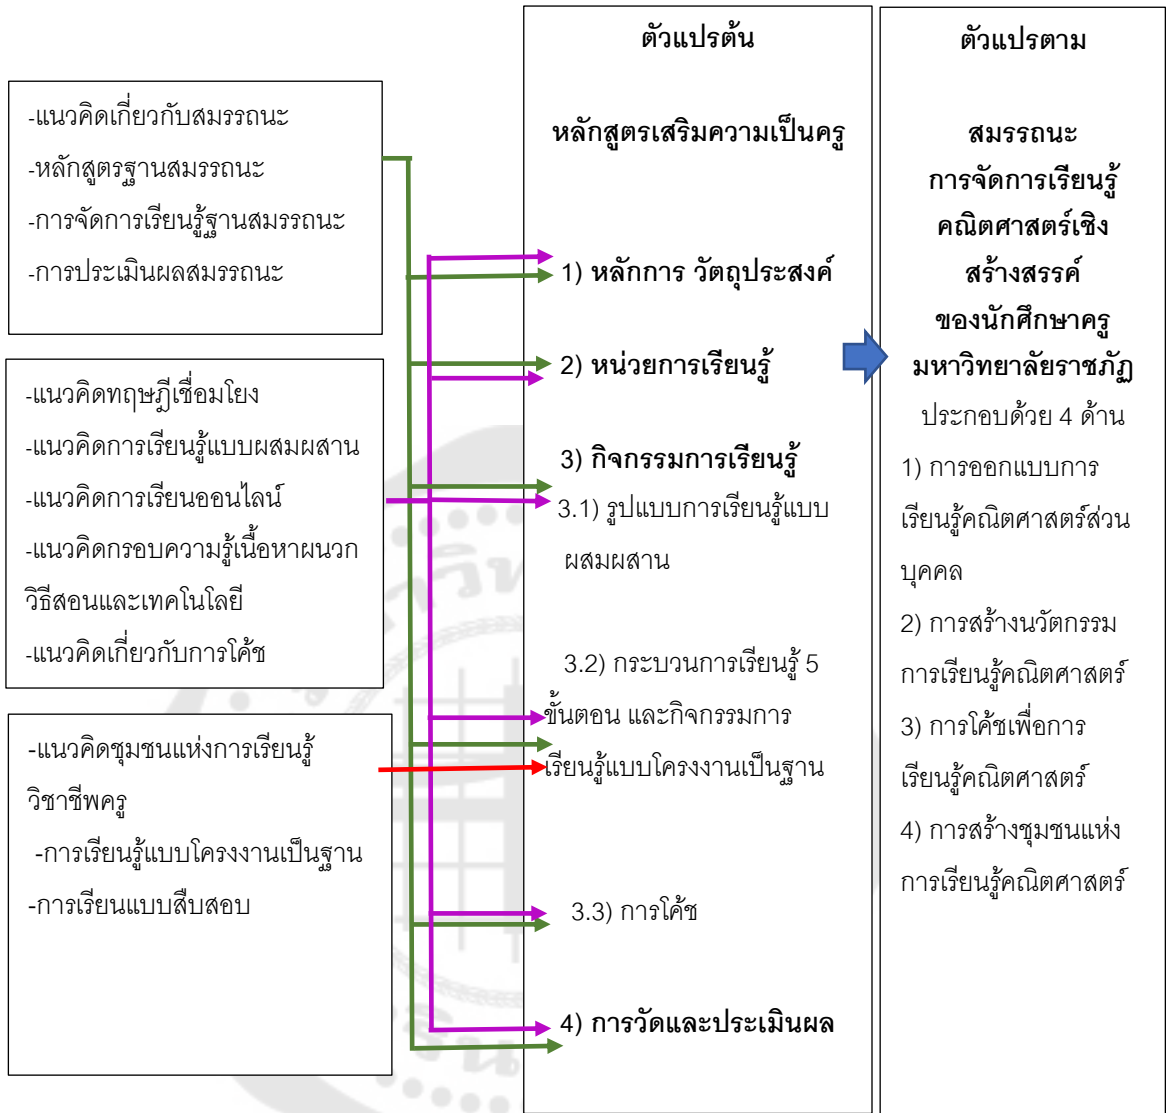 -แนวคิดเกี่ยวกับสมรรถนะ
-หลักสูตรฐานสมรรถนะ
-การจัดการเรียนรู้ฐานสมรรถนะ
-การประเมินผลสมรรถนะ
-แนวคิดทฤษฎีเชื่อมโยง
-แนวคิดการเรียนรู้แบบผสมผสาน
-แนวคิดการเรียนออนไลน์
-แนวคิดกรอบความรู้เนื้อหาผนวก
วิธีสอนและเทคโนโลยี
-แนวคิดเกี่ยวกับการโค้ช
-แนวคิดชุมชนแห่งการเรียนรู้
วิชาชีพครู
-การเรียนรู้แบบโครงงานเป็นฐาน
-การเรียนแบบสืบสอบ
ตัวแปรต้น
หลักสูตรเสริมความเป็นครู
1) หลักการ วัตถุประสงค์
2) หน่วยการเรียนรู้
3) กิจกรรมการเรียนรู้
3.1) รูปแบบการเรียนรู้แบบ
ผสมผสาน
3.2) กระบวนการเรียนรู้ 5
ขั้นตอน และกิจกรรมการ
เรียนรู้แบบโครงงานเป็นฐาน
3.3) การโค้ช
4) การวัดและประเมินผล
ตัวแปรตาม
สมรรถนะ
การจัดการเรียนรู้
คณิตศาสตร์เชิง
สร้างสรรค์
ของนักศึกษาครู
มหาวิทยาลัยราชภัฏ
ประกอบด้วย 4 ด้าน
1) การออกแบบการ
เรียนรู้คณิตศาสตร์ส่วน
บุคคล
2) การสร้างนวัตกรรม
การเรียนรู้คณิตศาสตร์
3) การโค้ชเพื่อการ
เรียนรู้คณิตศาสตร์
4) การสร้างชุมชนแห่ง
การเรียนรู้คณิตศาสตร์